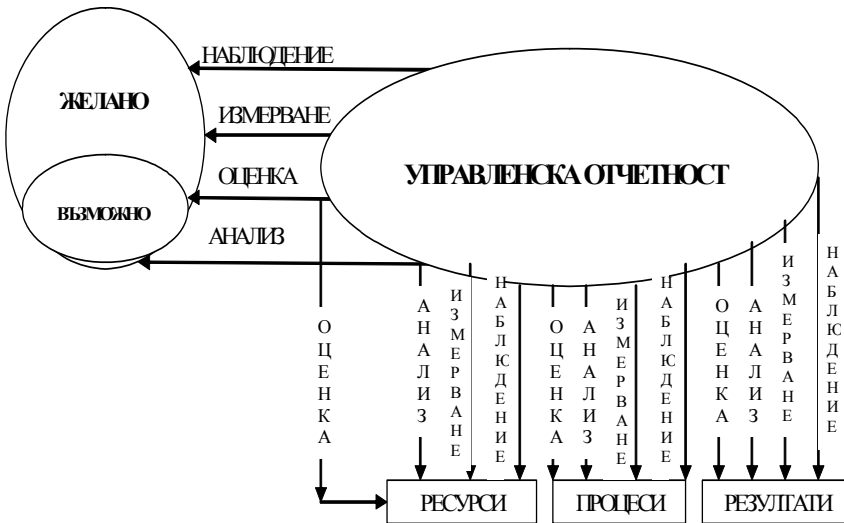 НАБЛЮДЕНИЕ
ЖЕЛАНО
ИЗМЕРВАНЕ
ОЦЕНКА
УПРАВЛЕНСКА ОТЧЕТНОСТ
ВЪЗМОЖНО
АНАЛИЗ
ОЦЕНКА
АНАЛИЗ
ИЗМЕРВАНЕ
НАБЛЮДЕНИЕ
ОЦЕНКА
АНАЛИЗ
ИЗМЕРВАНЕ
НАБЛЮДЕНИЕ
ОЦЕНКА
АНАЛИЗ
ИЗМЕРВАНЕ
НАБЛЮДЕНИЕ
РЕСУРСИ
ПРОЦЕСИ
РЕЗУЛТАТИ